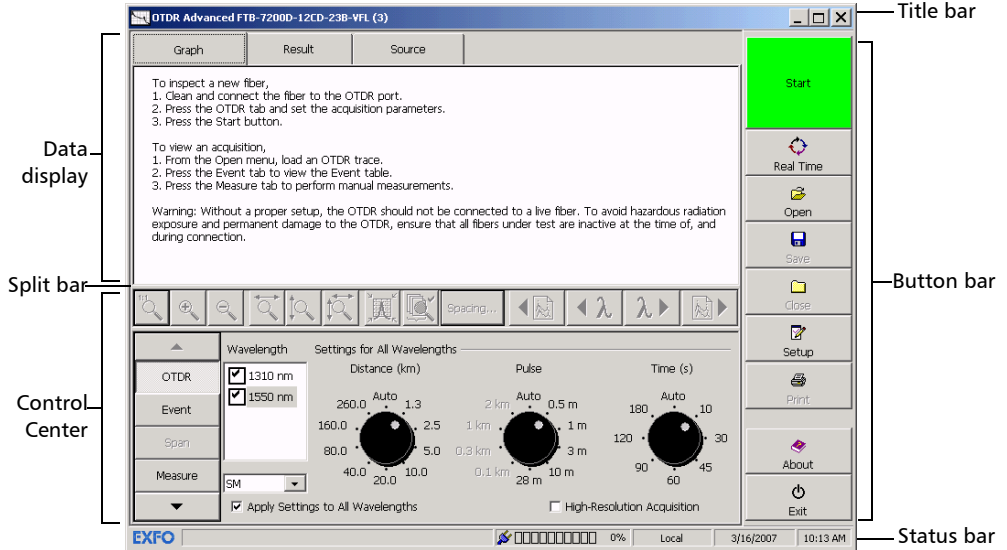 OTDR Advanced FTB-7200D-12CD-23B-VFL (3)
Title bar
Graph
Result
Source
To inspect a new fiber,
1. Clean and connect the fiber to the OTDR port.
2. Press the OTDR tab and set the acquisition parameters.
3. Press the Start button.
To view an acquisition,
1. From the Open menu, load an OTDR trace.
2. Press the Event tab to view the Event table.
3. Press the Measure tab to perform manual measurements.
Warning: Without a proper setup, the OTDR should not be connected to a live fiber. To avoid hazardous radiation
exposure and permanent damage to the OTDR, ensure that all fibers under test are inactive at the time of, and
during connection.
Data
display
Split bar
Control
Center
1:1
Spacing...
λ
λ
OTDR
Event
Span
Measure
Wavelength
1310 nm
1550 nm
SM
Settings for All Wavelengths
Distance (km)
Auto
260.0
1.3
160.0
2.5
80.0
5.0
40.0
10.0
20.0
Pulse
Auto
2 km
0.5 m
1 km
1 m
0.3 km
3 m
0.1 km
10 m
28 m
Time (s)
Auto
180
10
120
30
90
45
60
Apply Settings to All Wavelengths
High-Resolution Acquisition
Start
Real Time
Open
Save
Close
Setup
Print
About
Exit
Button bar
EXFO
0%
Local
3/16/2007
10:13 AM
Status bar